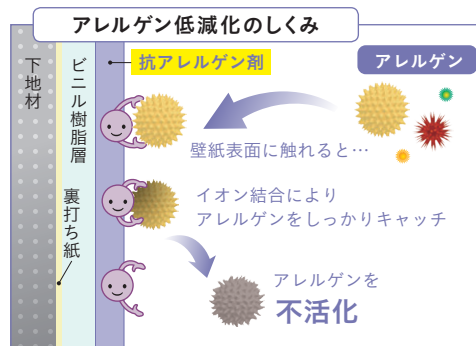 アレルゲン低減化のしくみ
下地材
ビニル樹脂層
裏打ち紙
抗アレルゲン剤
アレルゲン
壁紙表面に触れると…
イオン結合により
アレルゲンをしっかりキャッチ
アレルゲンを
不活化